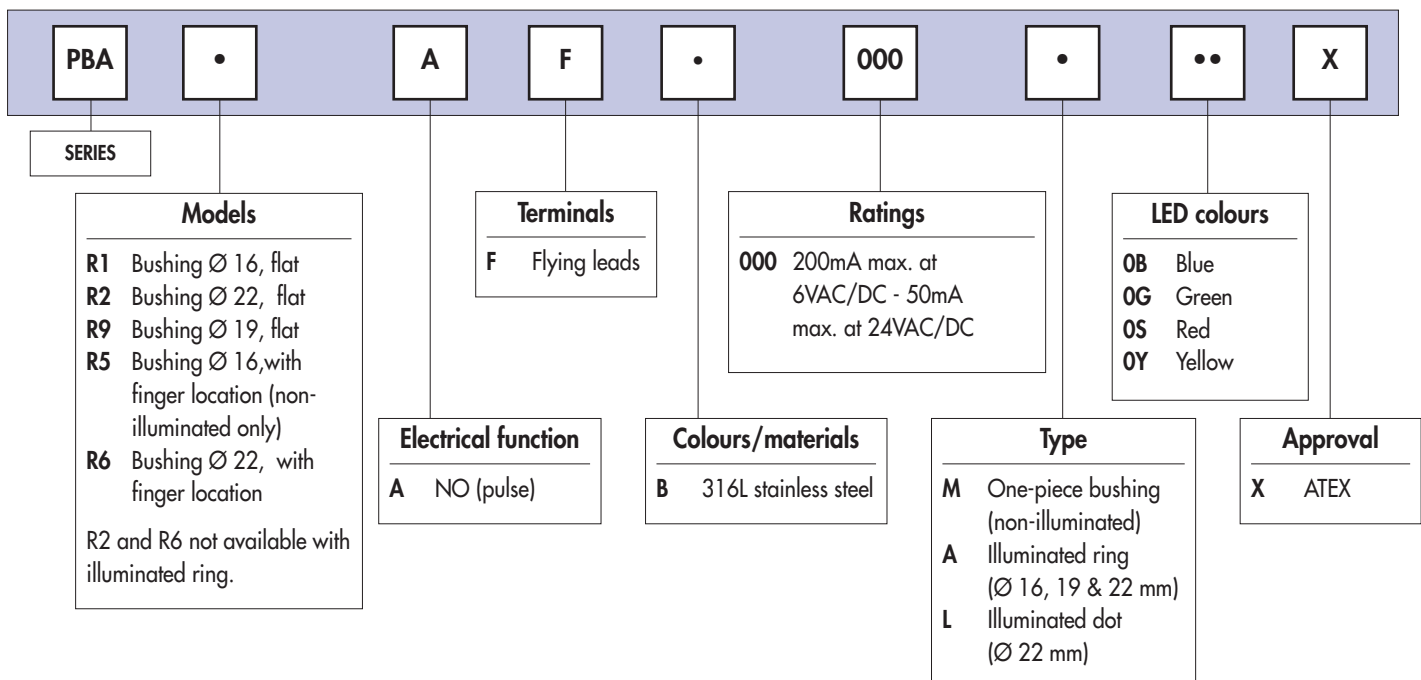 PBA • A F • 000 • •• X
SERIES
Models
R1 Bushing Ø 16, flat
R2 Bushing Ø 22, flat
R9 Bushing Ø 19, flat
R5 Bushing Ø 16,with
finger location (non-
illuminated only)
R6 Bushing Ø 22, with
finger location
R2 and R6 not available with
illuminated ring.
Electrical function
A NO (pulse)
Terminals
F Flying leads
Colours/materials
B 316L stainless steel
Ratings
000 200mA max. at
6VAC/DC - 50mA
max. at 24VAC/DC
Type
M One-piece bushing
(non-illuminated)
A Illuminated ring
(Ø 16, 19 & 22 mm)
L Illuminated dot
(Ø 22 mm)
LED colours
0B Blue
0G Green
0S Red
0Y Yellow
Approval
X ATEX